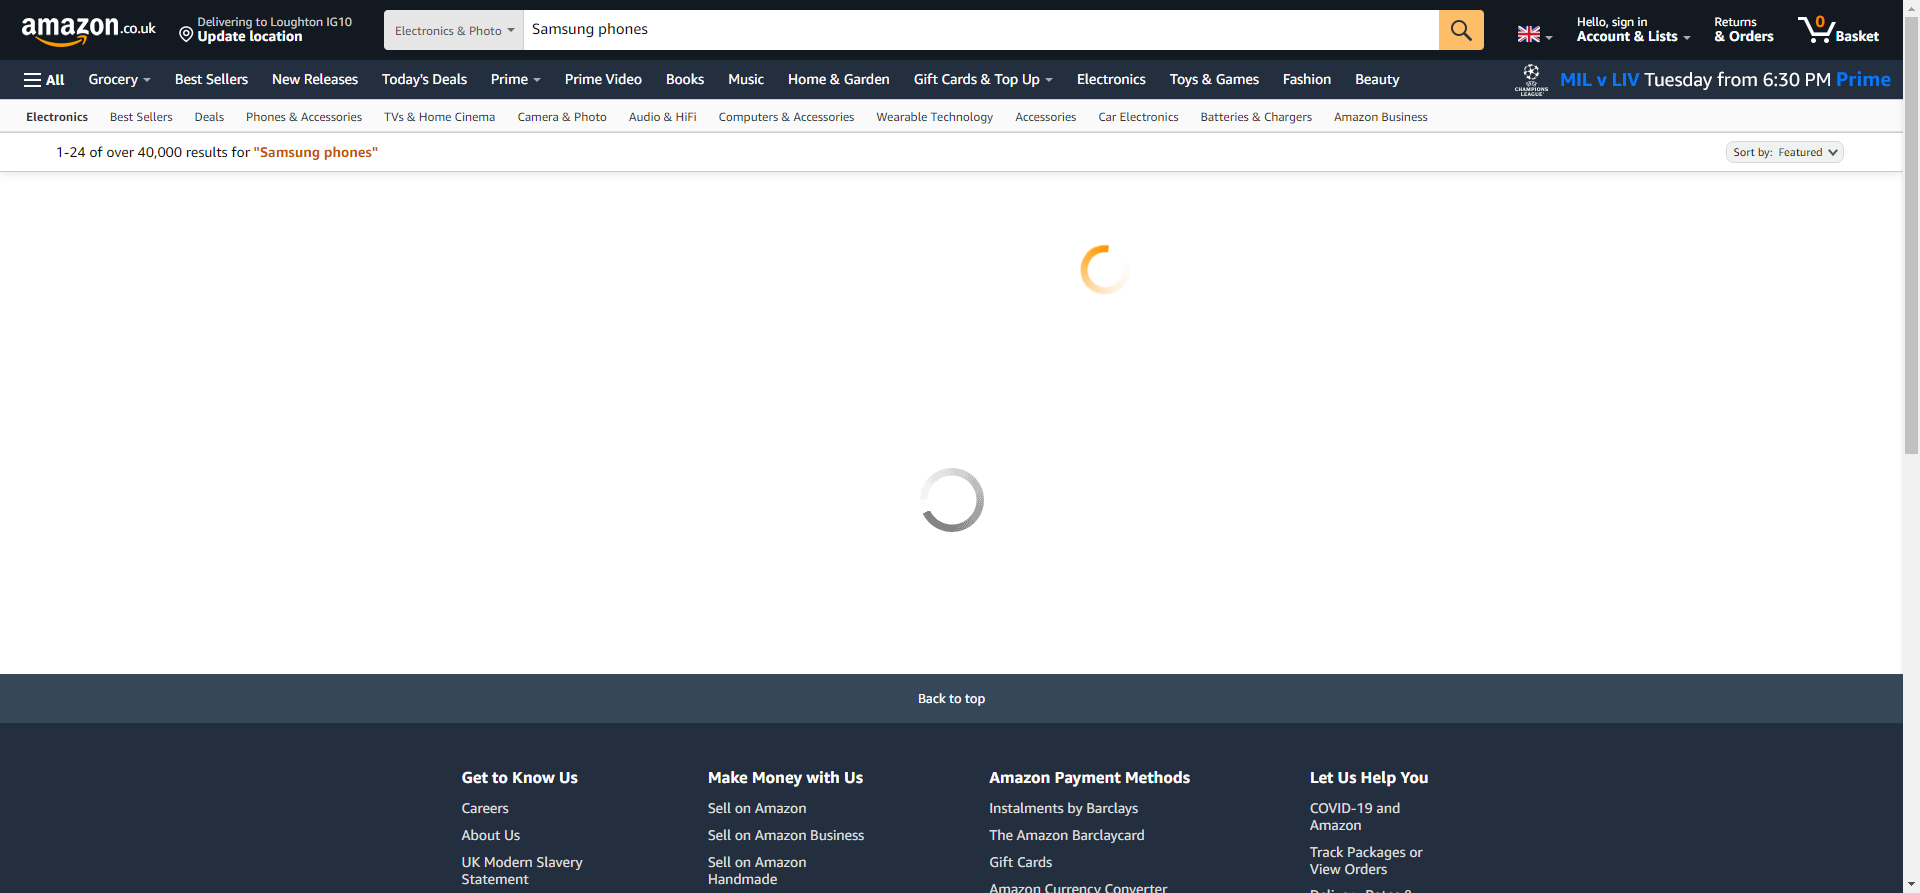 amazon.co.uk
Delivering to Loughton IG10
Update location
Electronics & Photo
Samsung phones
Hello, sign in
Account & Lists
Returns
& Orders
0
Basket
All
Grocery
Best Sellers
New Releases
Today's Deals
Prime
Prime Video
Books
Music
Home & Garden
Gift Cards & Top Up
Electronics
Toys & Games
Fashion
Beauty
CHAMPIONS LEAGUE
MIL v LIV Tuesday from 6:30 PM Prime
Electronics
Best Sellers
Deals
Phones & Accessories
TVs & Home Cinema
Camera & Photo
Audio & HiFi
Computers & Accessories
Wearable Technology
Accessories
Car Electronics
Batteries & Chargers
Amazon Business
1-24 of over 40,000 results for "Samsung phones"
Sort by: Featured
Back to top
Get to Know Us
Careers
About Us
UK Modern Slavery
Statement
Make Money with Us
Sell on Amazon
Sell on Amazon Business
Sell on Amazon
Handmade
Amazon Payment Methods
Instalments by Barclays
The Amazon Barclaycard
Gift Cards
Amazon Currency Converter
Let Us Help You
COVID-19 and
Amazon
Track Packages or
View Orders